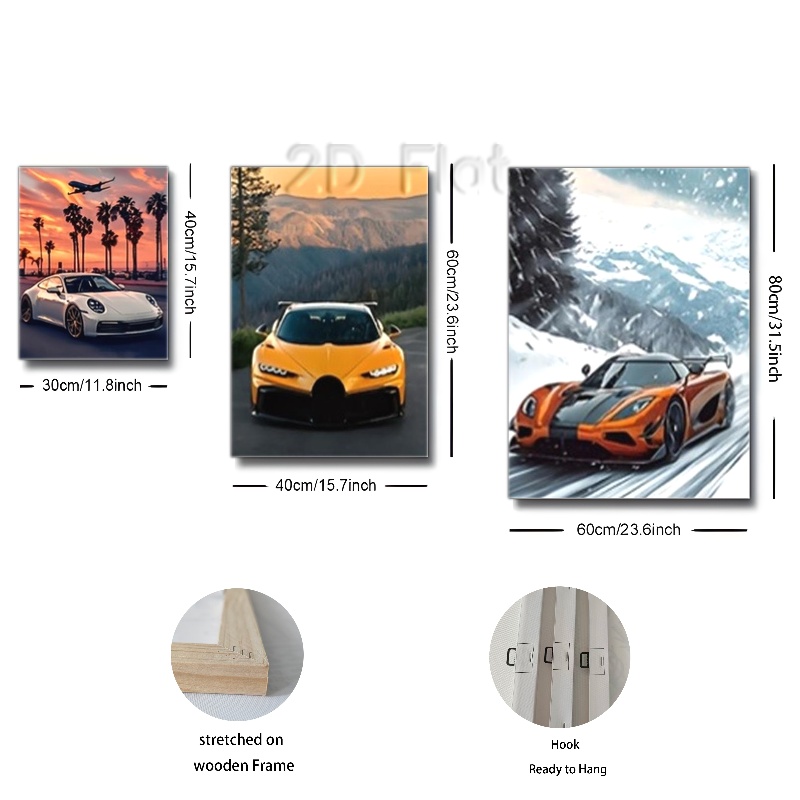 2D Flat
40cm/15.7inch
30cm/11.8inch
60cm/23.6inch
40cm/15.7inch
80cm/31.5inch
60cm/23.6inch
stretched on
wooden Frame
Hook
Ready to Hang